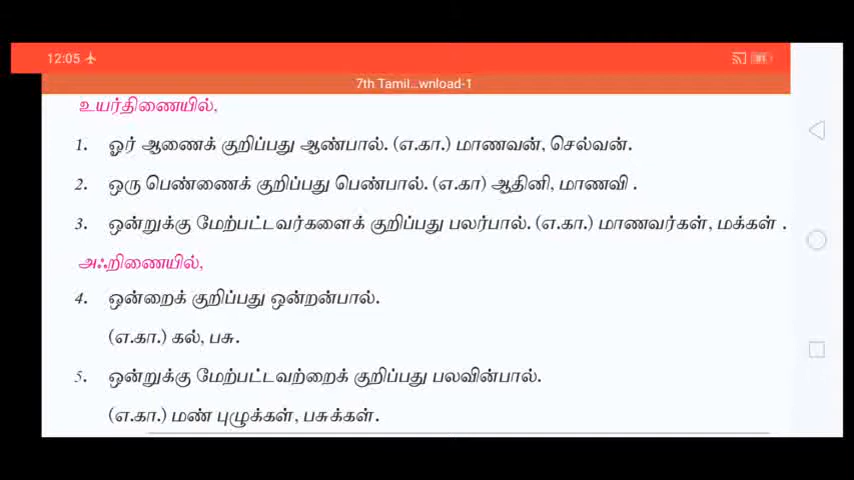 12:05
7th Tamil...wnload-1
உயர்திணையில்,
1. ஓர் ஆணைக் குறிப்பது ஆண்பால். (எ.கா.) மாணவன், செல்வன்.
2. ஒரு பெண்ணைக் குறிப்பது பெண்பால். (எ.கா) ஆதினி, மாணவி .
3. ஒன்றுக்கு மேற்பட்டவர்களைக் குறிப்பது பலர்பால். (எ.கா.) மாணவர்கள், மக்கள் .
அஃறிணையில்,
4. ஒன்றைக் குறிப்பது ஒன்றன்பால்.
(எ.கா.) கல், பசு.
5. ஒன்றுக்கு மேற்பட்டவற்றைக் குறிப்பது பலவின்பால்.
(எ.கா.) மண் புழுக்கள், பசுக்கள்.